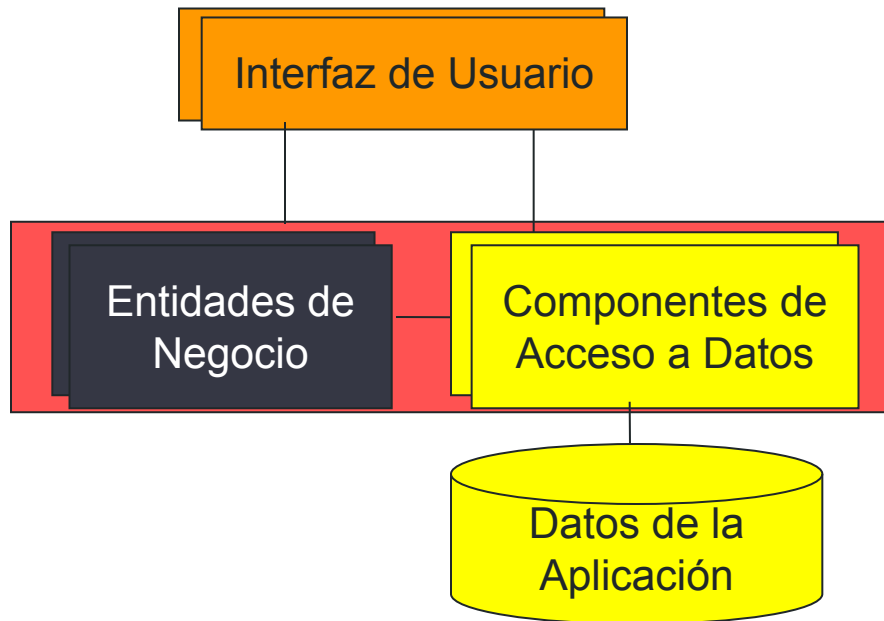 Interfaz de Usuario
Entidades de
Negocio
Componentes de
Acceso a Datos
Datos de la
Aplicación